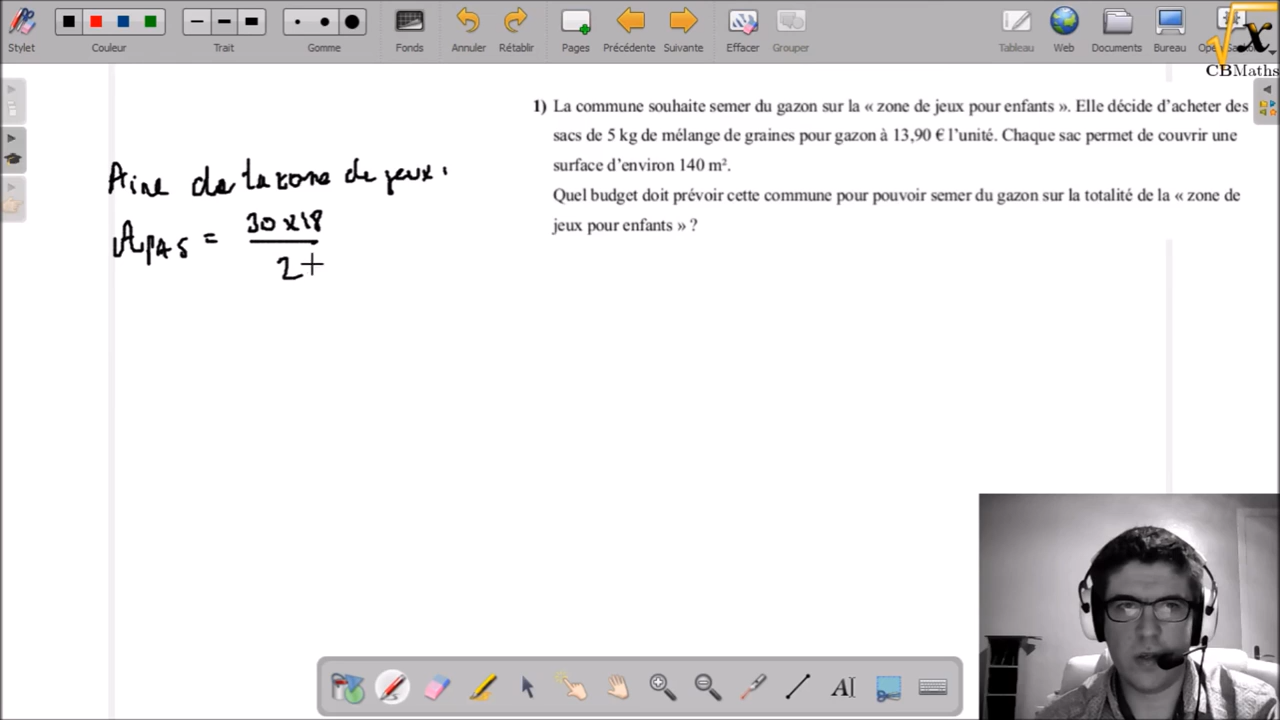 Stylet
Couleur
Trait
Gomme
Fonds
Annuler
Rétablir
Pages
Précédente
Suivante
Effacer
Grouper
Tableau
Web
Documents
Bureau
√x
CBMaths
1) La commune souhaite semer du gazon sur la « zone de jeux pour enfants ». Elle décide d’acheter des
sacs de 5 kg de mélange de graines pour gazon à 13,90 € l’unité. Chaque sac permet de couvrir une
surface d’environ 140 m².
Quel budget doit prévoir cette commune pour pouvoir semer du gazon sur la totalité de la « zone de
jeux pour enfants » ?
Aire de la zone de jeux :
A PAS = 30 x 18
2
AI